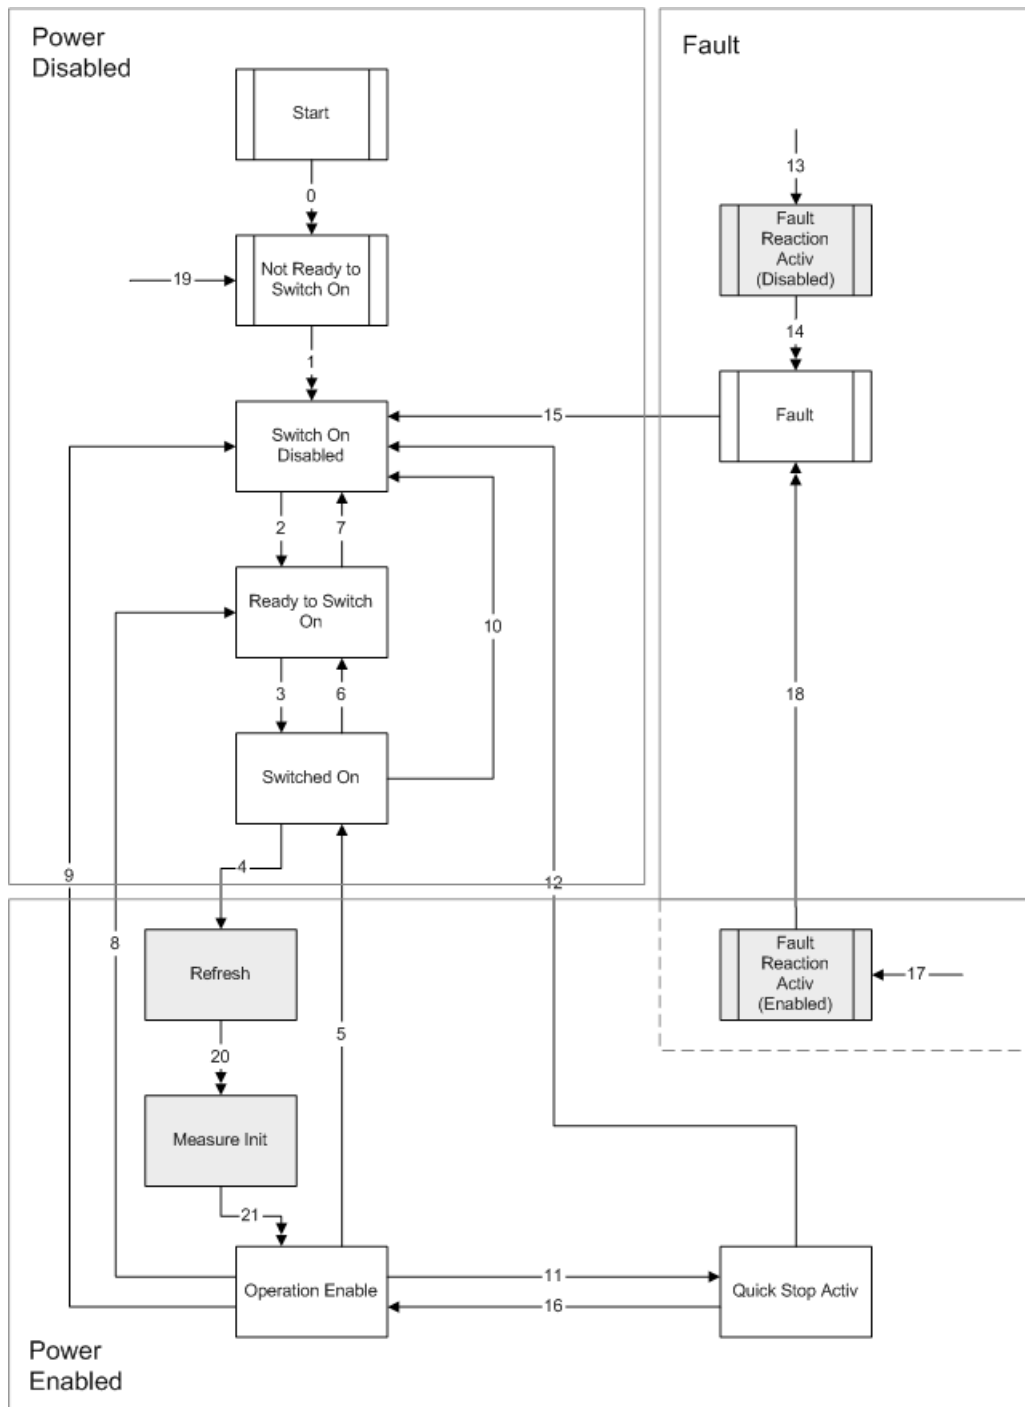 Power
Disabled
Fault
Start
0
13
Fault
Reaction
Activ
(Disabled)
Not Ready to
Switch On
19
14
1
Fault
15
Switch On
Disabled
2
7
Ready to Switch
On
10
3
6
18
Switched On
4
9
12
8
Refresh
Fault
Reaction
Activ
(Enabled)
17
5
20
Measure Init
21
Operation Enable
11
16
Quick Stop Activ
Power
Enabled